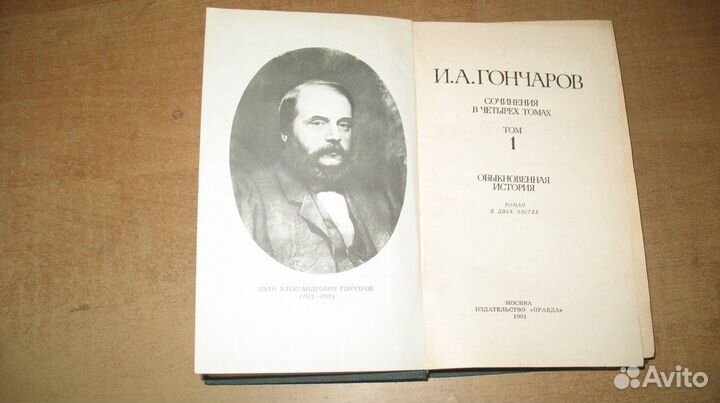 ИВАН АЛЕКСАНДРОВИЧ ГОНЧАРОВ
(1812—1891)
И.А.ГОНЧАРОВ
СОЧИНЕНИЯ
В ЧЕТЫРЕХ ТОМАХ
ТОМ
1
ОБЫКНОВЕННАЯ
ИСТОРИЯ
РОМАН
В ДВУХ ЧАСТЯХ
МОСКВА
ИЗДАТЕЛЬСТВО «ПРАВДА»
1981
Avito